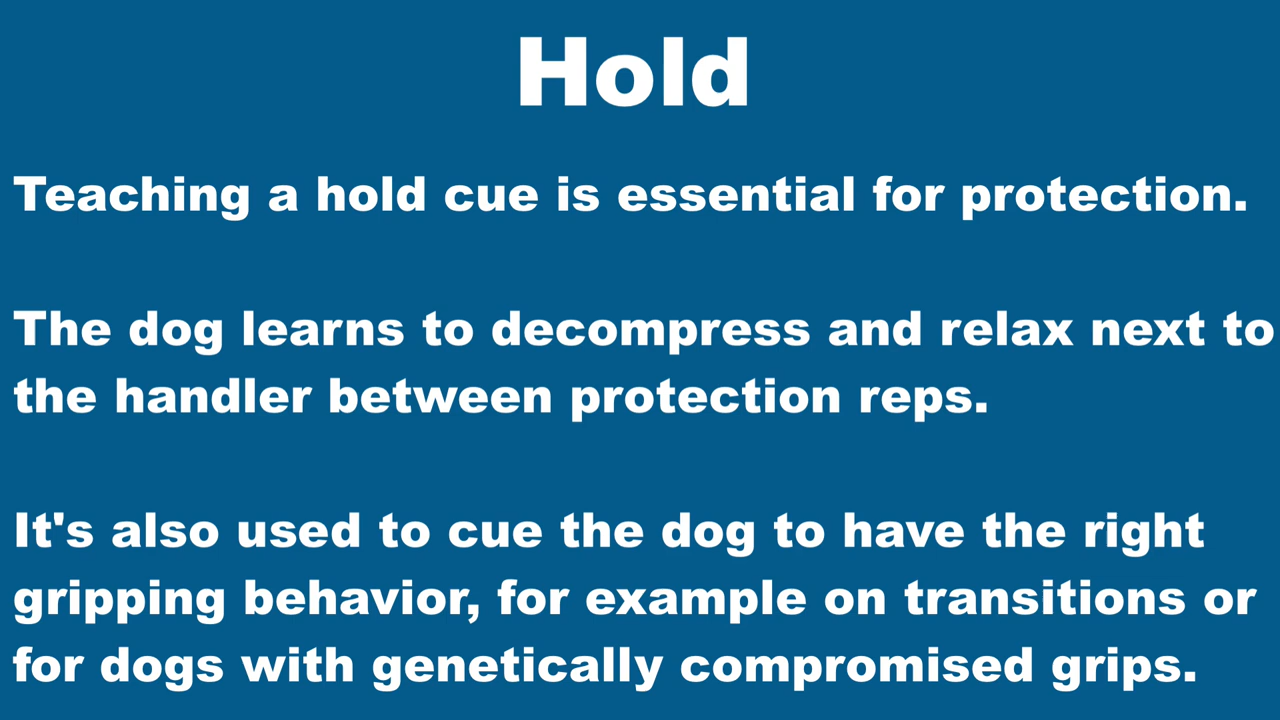 Hold
Teaching a hold cue is essential for protection.
The dog learns to decompress and relax next to
the handler between protection reps.
It's also used to cue the dog to have the right
gripping behavior, for example on transitions or
for dogs with genetically compromised grips.